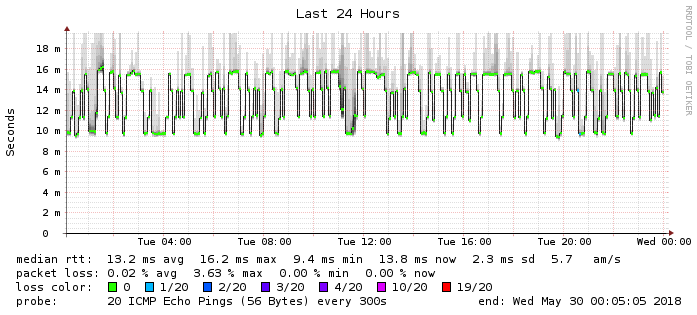 Last 24 Hours
RRDTOOL / TOBI OETIKER
Seconds
18 m
16 m
14 m
12 m
10 m
8 m
6 m
4 m
2 m
0
Tue 04:00 Tue 08:00 Tue 12:00 Tue 16:00 Tue 20:00 Wed 00:00
median rtt: 13.2 ms avg 16.2 ms max 9.4 ms min 13.8 ms now 2.3 ms sd 5.7 am/s
packet loss: 0.02 % avg 3.63 % max 0.00 % min 0.00 % now
loss color: 0 1/20 2/20 3/20 4/20 10/20 19/20
probe: 20 ICMP Echo Pings (56 Bytes) every 300s end: Wed May 30 00:05:05 2018